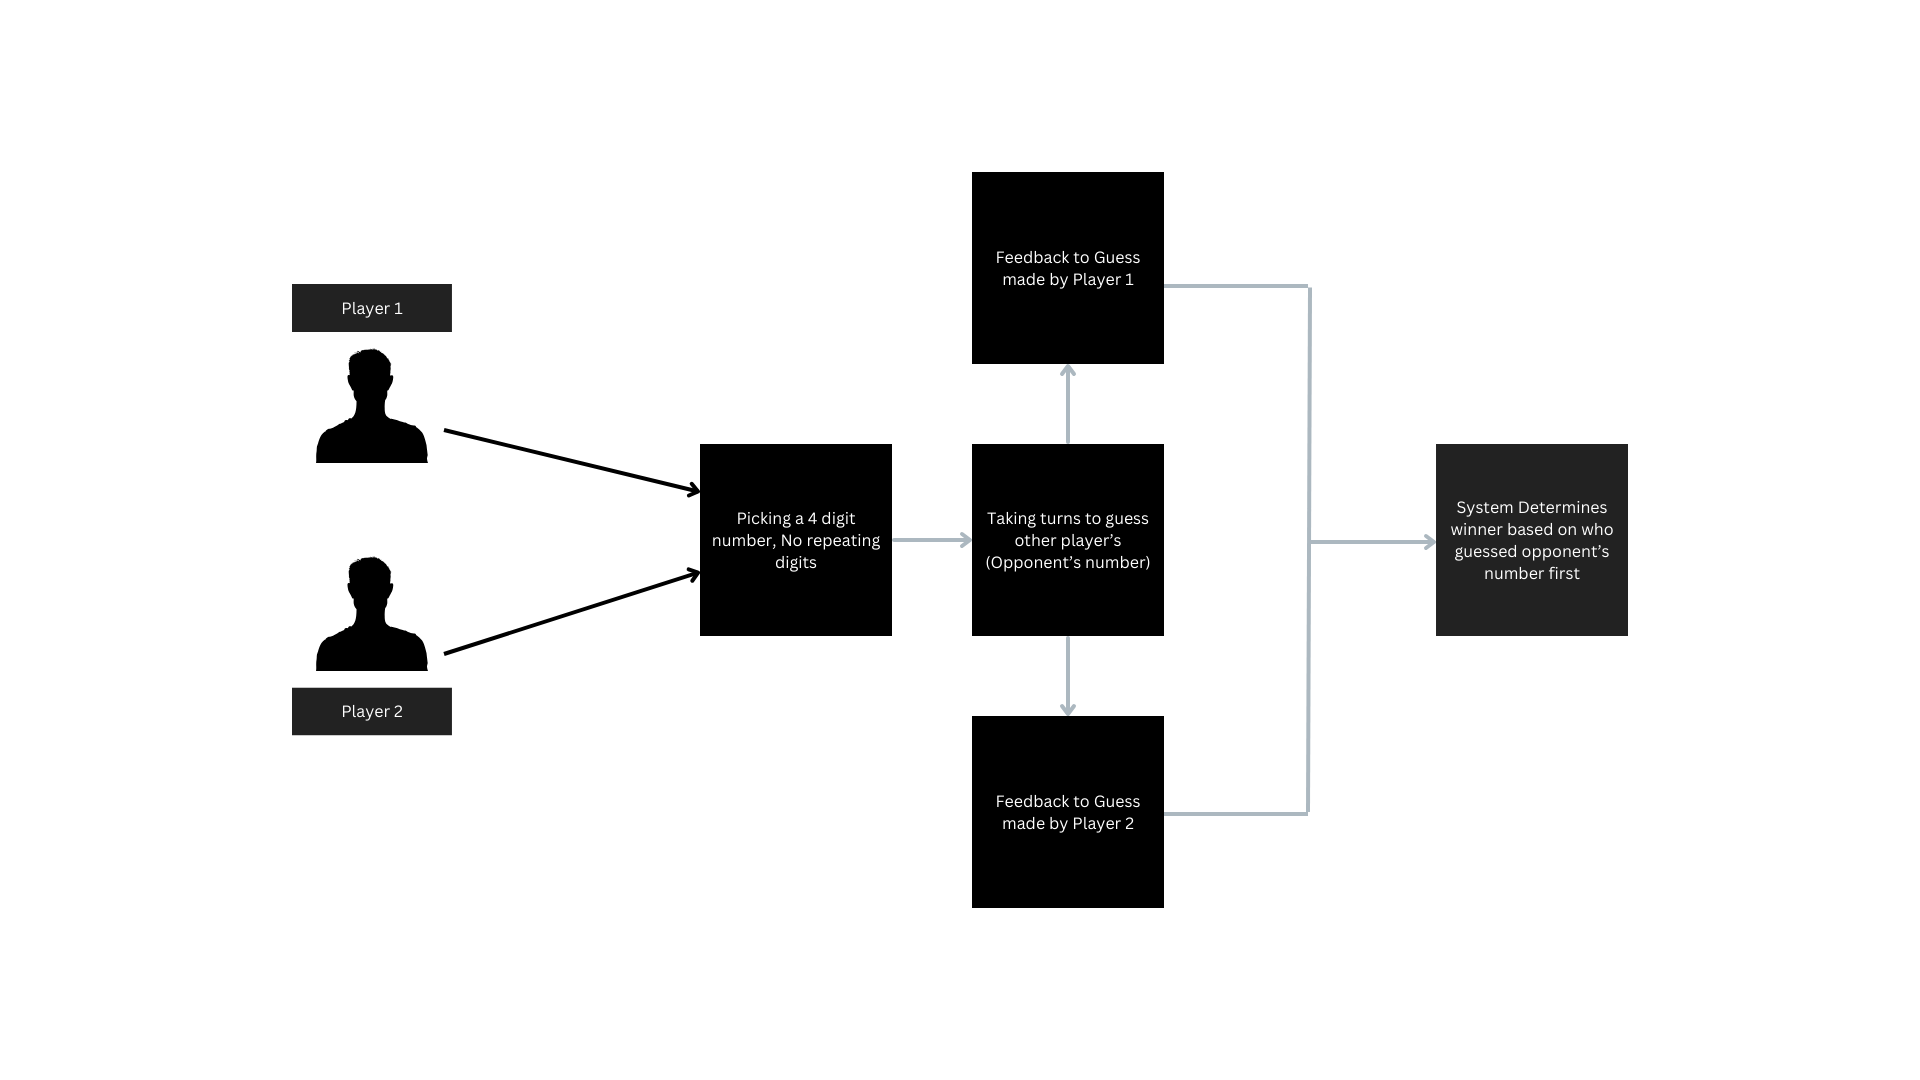 Player 1
Player 2
Picking a 4 digit
number, No repeating
digits
Feedback to Guess
made by Player 1
Taking turns to guess
other player’s
(Opponent’s number)
Feedback to Guess
made by Player 2
System Determines
winner based on who
guessed opponent’s
number first